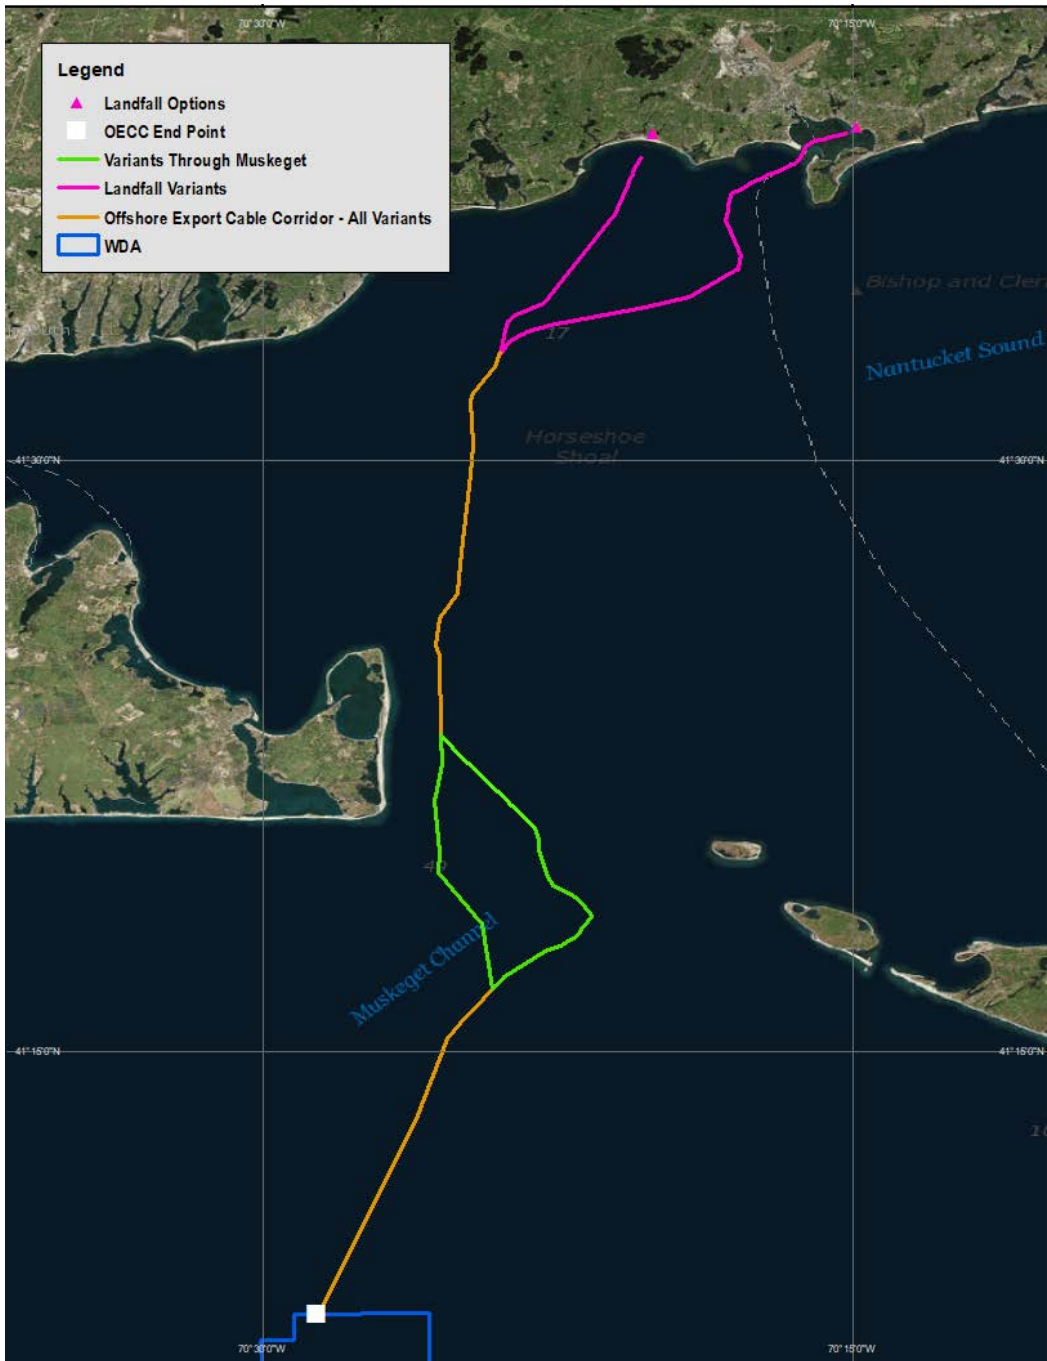 70°30'0"W
70°15'0"W
Legend
Landfall Options
OECC End Point
Variants Through Muskeget
Landfall Variants
Offshore Export Cable Corridor - All Variants
WDA
Bishop and Cler
17
Nantucket Sound
Horseshoe
Shoal
41°30'0"N
41°30'0"N
49
Muskeget Channel
41°15'0"N
41°15'0"N
70°30'0"W
70°15'0"W